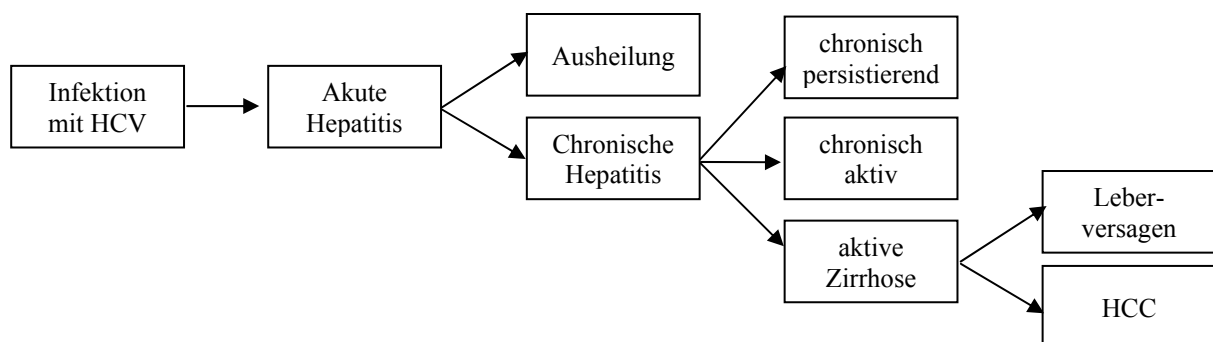 Infektion
mit HCV
Akute
Hepatitis
Ausheilung
Chronische
Hepatitis
chronisch
persistierend
chronisch
aktiv
aktive
Zirrhose
Leber-
versagen
HCC